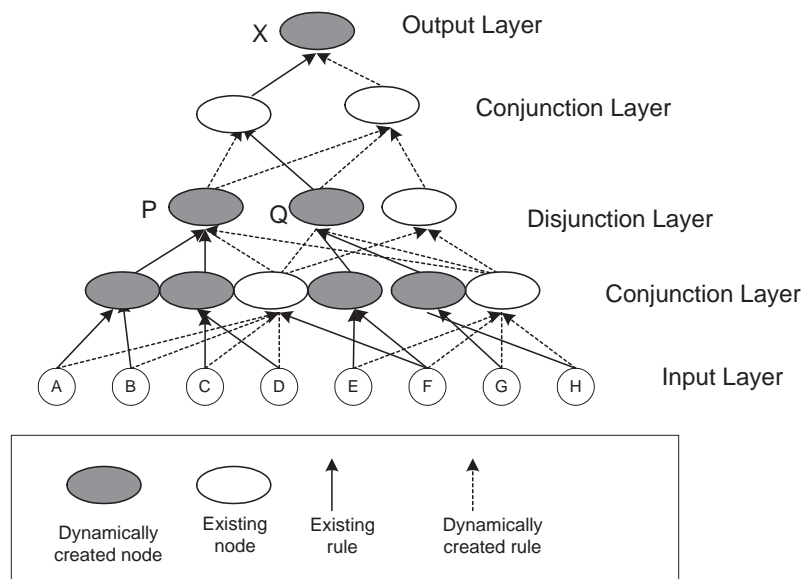 X
Output Layer
Conjunction Layer
P
Q
Disjunction Layer
Conjunction Layer
A B C D E F G H
Input Layer
Dynamically
created node
Existing
node
Existing
rule
Dynamically
created rule